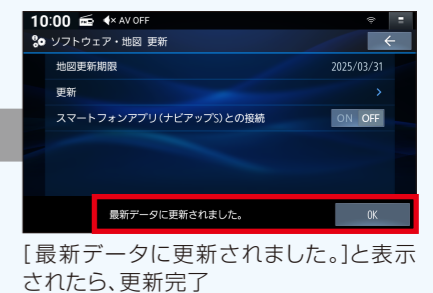 10:00 AV OFF
ソフトウェア・地図 更新
地図更新期限 2025/03/31
更新
スマートフォンアプリ(ナビアップS)との接続 ON OFF
最新データに更新されました。 OK
[最新データに更新されました。]と表示
されたら、更新完了